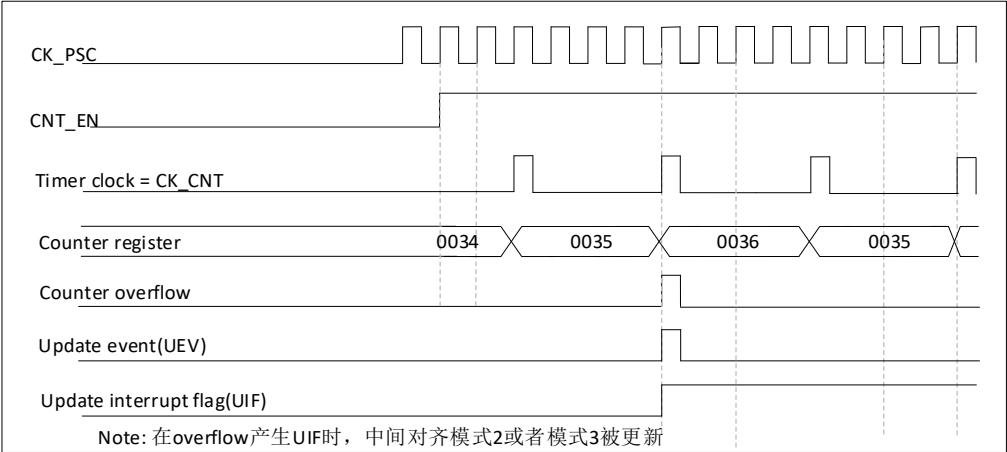 CK_PSC
CNT_EN
Timer clock = CK_CNT
Counter register 0034 0035 0036 0035
Counter overflow
Update event(UEV)
Update interrupt flag(UIF)
Note: 在overflow产生UIF时，中间对齐模式2或者模式3被更新